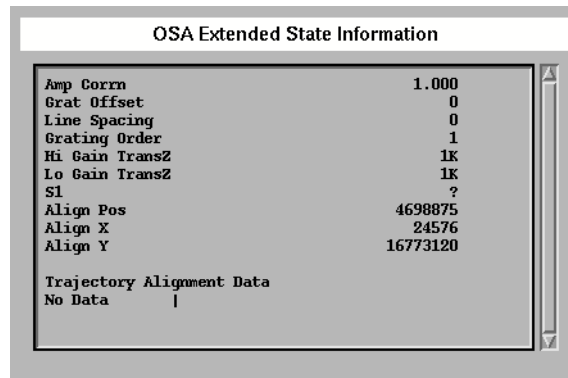 OSA Extended State Information
Amp Corrn 1.000
Grat Offset 0
Line Spacing 0
Grating Order 1
Hi Gain TransZ 1K
Lo Gain TransZ 1K
S1 ?
Align Pos 4698875
Align X 24576
Align Y 16773120
Trajectory Alignment Data
No Data |